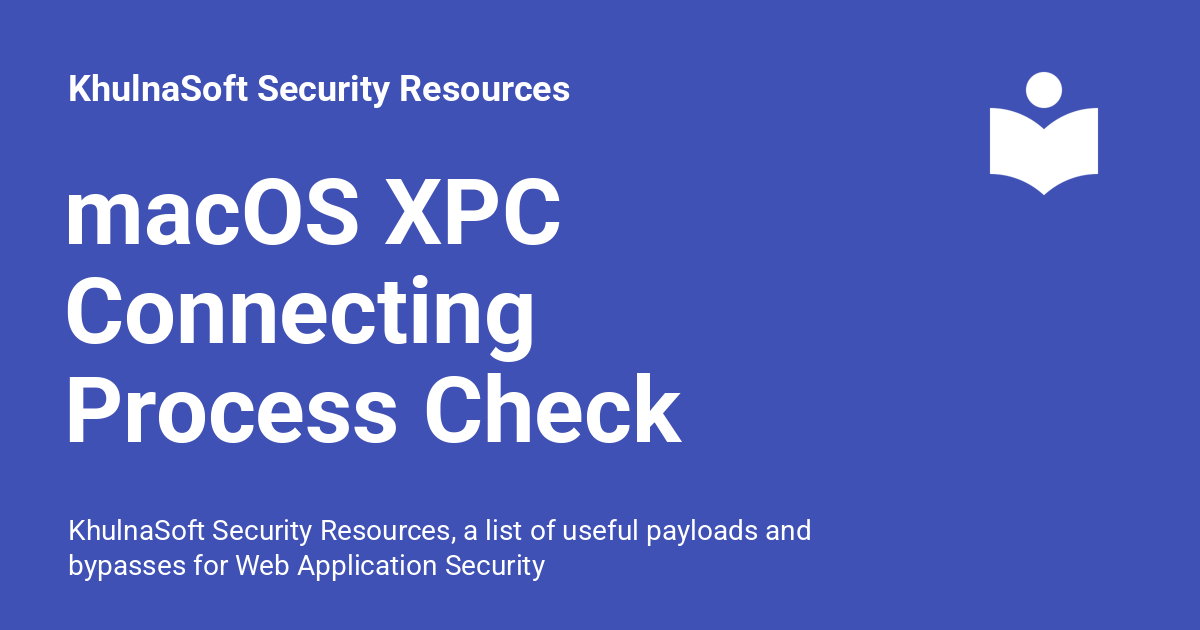 KhulnaSoft Security Resources
macOS XPC
Connecting
Process Check
KhulnaSoft Security Resources, a list of useful payloads and
bypasses for Web Application Security